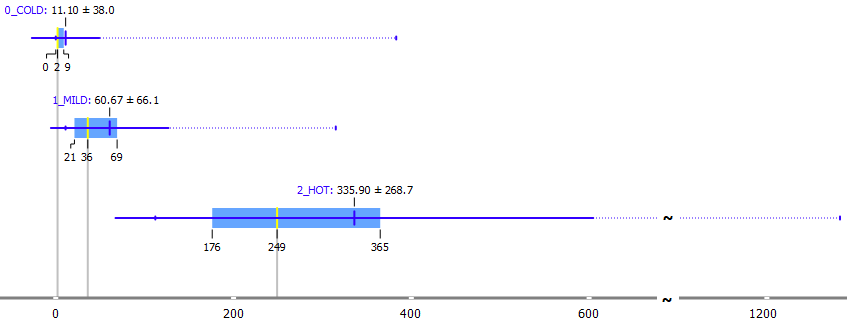 0_COLD: 11.10 ± 38.0
0 2 9
1_MILD: 60.67 ± 66.1
21 36 69
2_HOT: 335.90 ± 268.7
~
176 249 365
~
0 200 400 600 1200